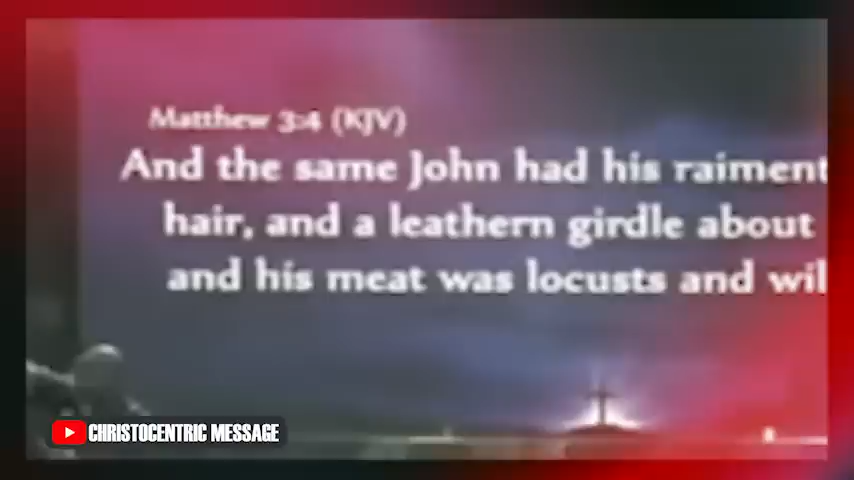 Matthew 3:4 (KJV)
And the same John had his raiment
hair, and a leathern girdle about
and his meat was locusts and wil
CHRISTOCENTRIC MESSAGE